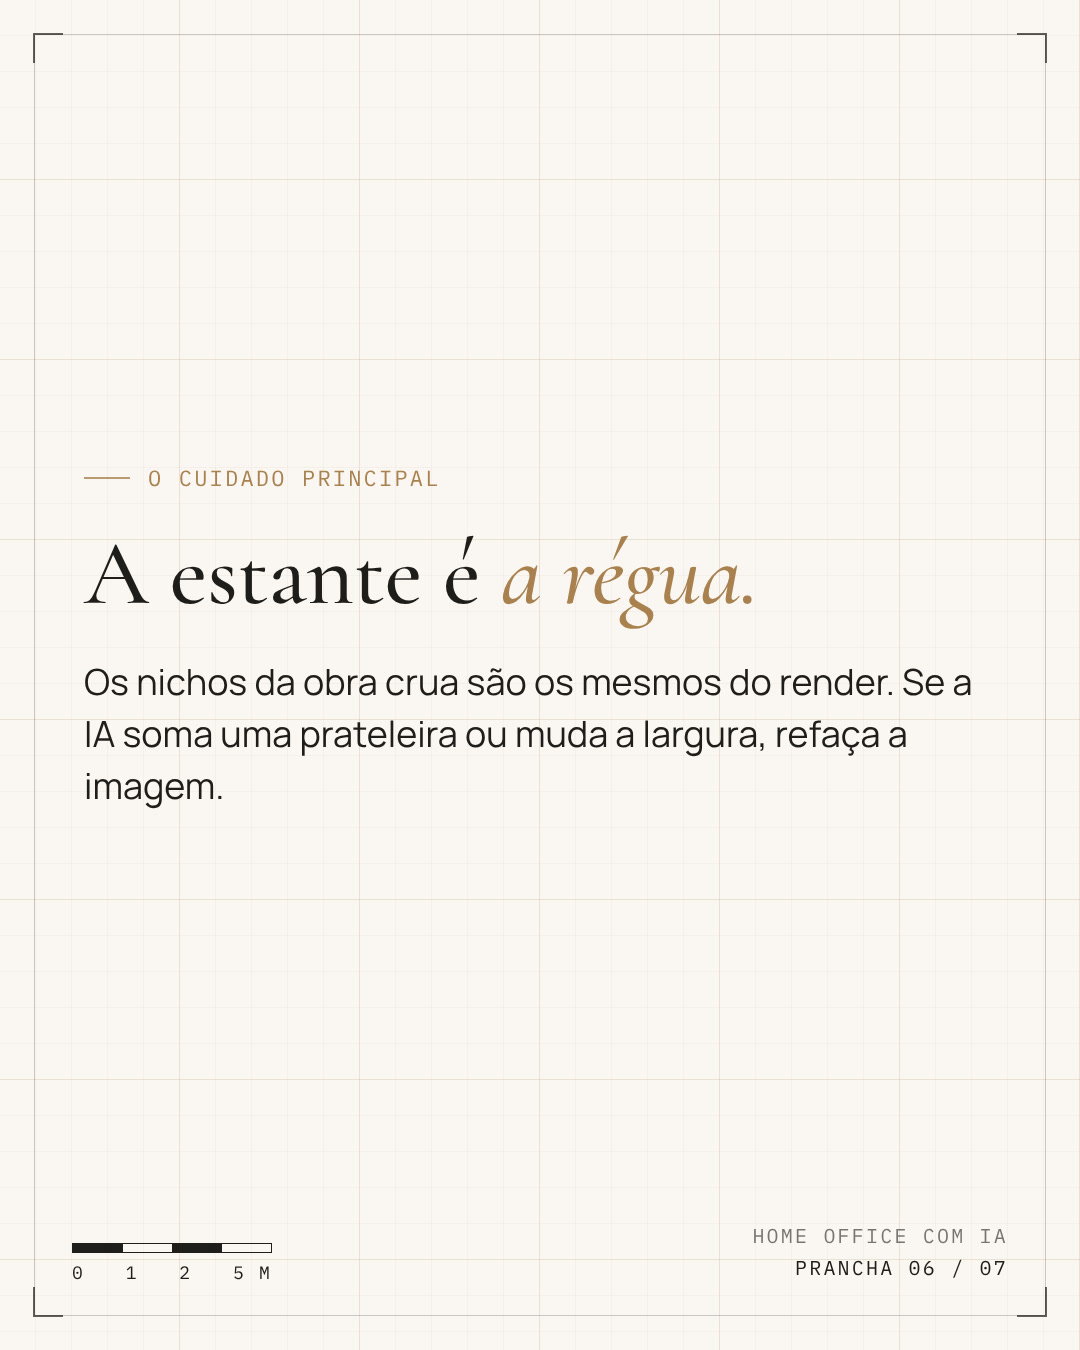 O CUIDADO PRINCIPAL
A estante é a régua.
Os nichos da obra crua são os mesmos do render. Se a
IA soma uma prateleira ou muda a largura, refaça a
imagem.
0 1 2 5 M
HOME OFFICE COM IA
PRANCHA 06 / 07